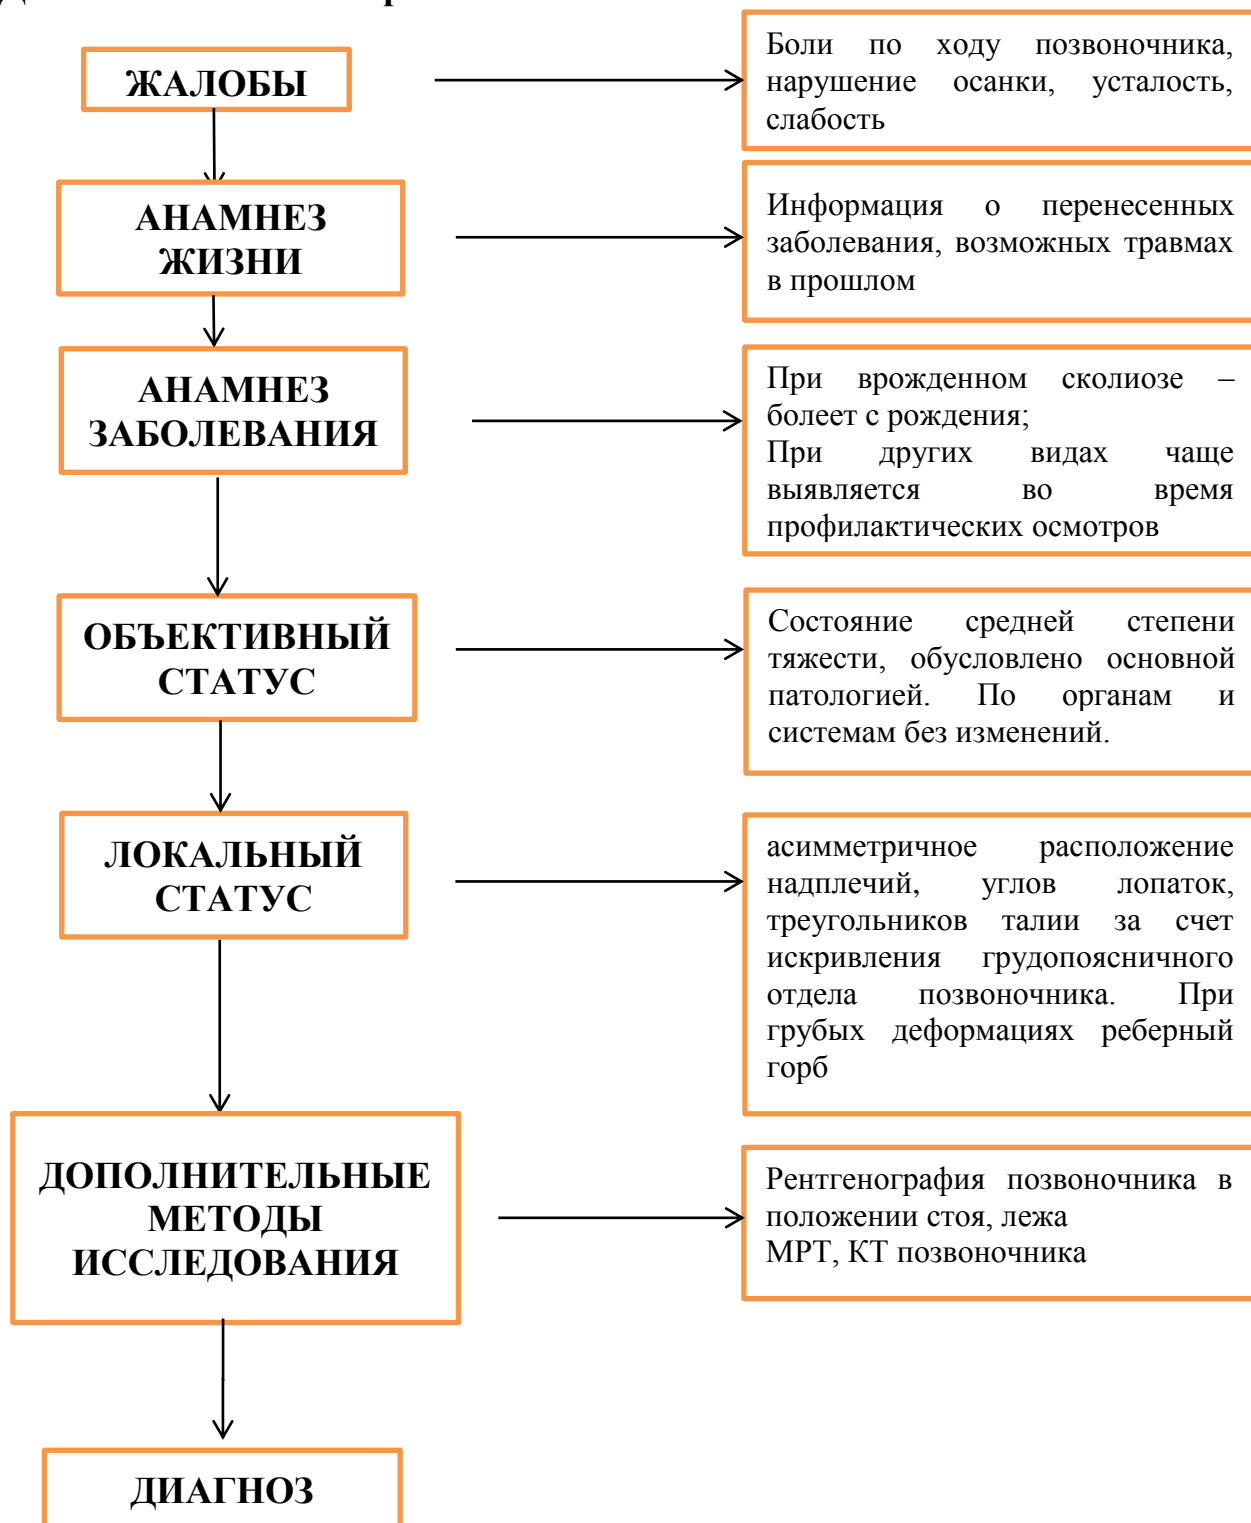 ЖАЛОБЫ
Боли по ходу позвоночника,
нарушение осанки, усталость,
слабость
АНАМНЕЗ
ЖИЗНИ
Информация о перенесенных
заболевания, возможных травмах
в прошлом
АНАМНЕЗ
ЗАБОЛЕВАНИЯ
При врожденном сколиозе –
болеет с рождения;
При других видах чаще
выявляется во время
профилактических осмотров
ОБЪЕКТИВНЫЙ
СТАТУС
Состояние средней степени
тяжести, обусловлено основной
патологией. По органам и
системам без изменений.
ЛОКАЛЬНЫЙ
СТАТУС
асимметричное расположение
надплечий, углов лопаток,
треугольников талии за счет
искривления грудопоясничного
отдела позвоночника. При
грубых деформациях реберный
горб
ДОПОЛНИТЕЛЬНЫЕ
МЕТОДЫ
ИССЛЕДОВАНИЯ
Рентгенография позвоночника в
положении стоя, лежа
МРТ, КТ позвоночника
ДИАГНОЗ